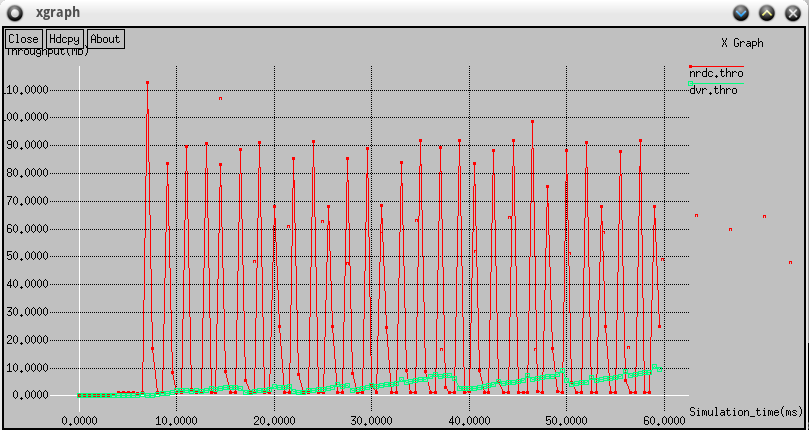 xgraph
Close Hdcpy About
Throughput(MB)
X Graph
nrdc.thro
dvr.thro
110,0000
100,0000
90,0000
80,0000
70,0000
60,0000
50,0000
40,0000
30,0000
20,0000
10,0000
0,0000
Simulation_time(ms)
0,0000 10,0000 20,0000 30,0000 40,0000 50,0000 60,0000